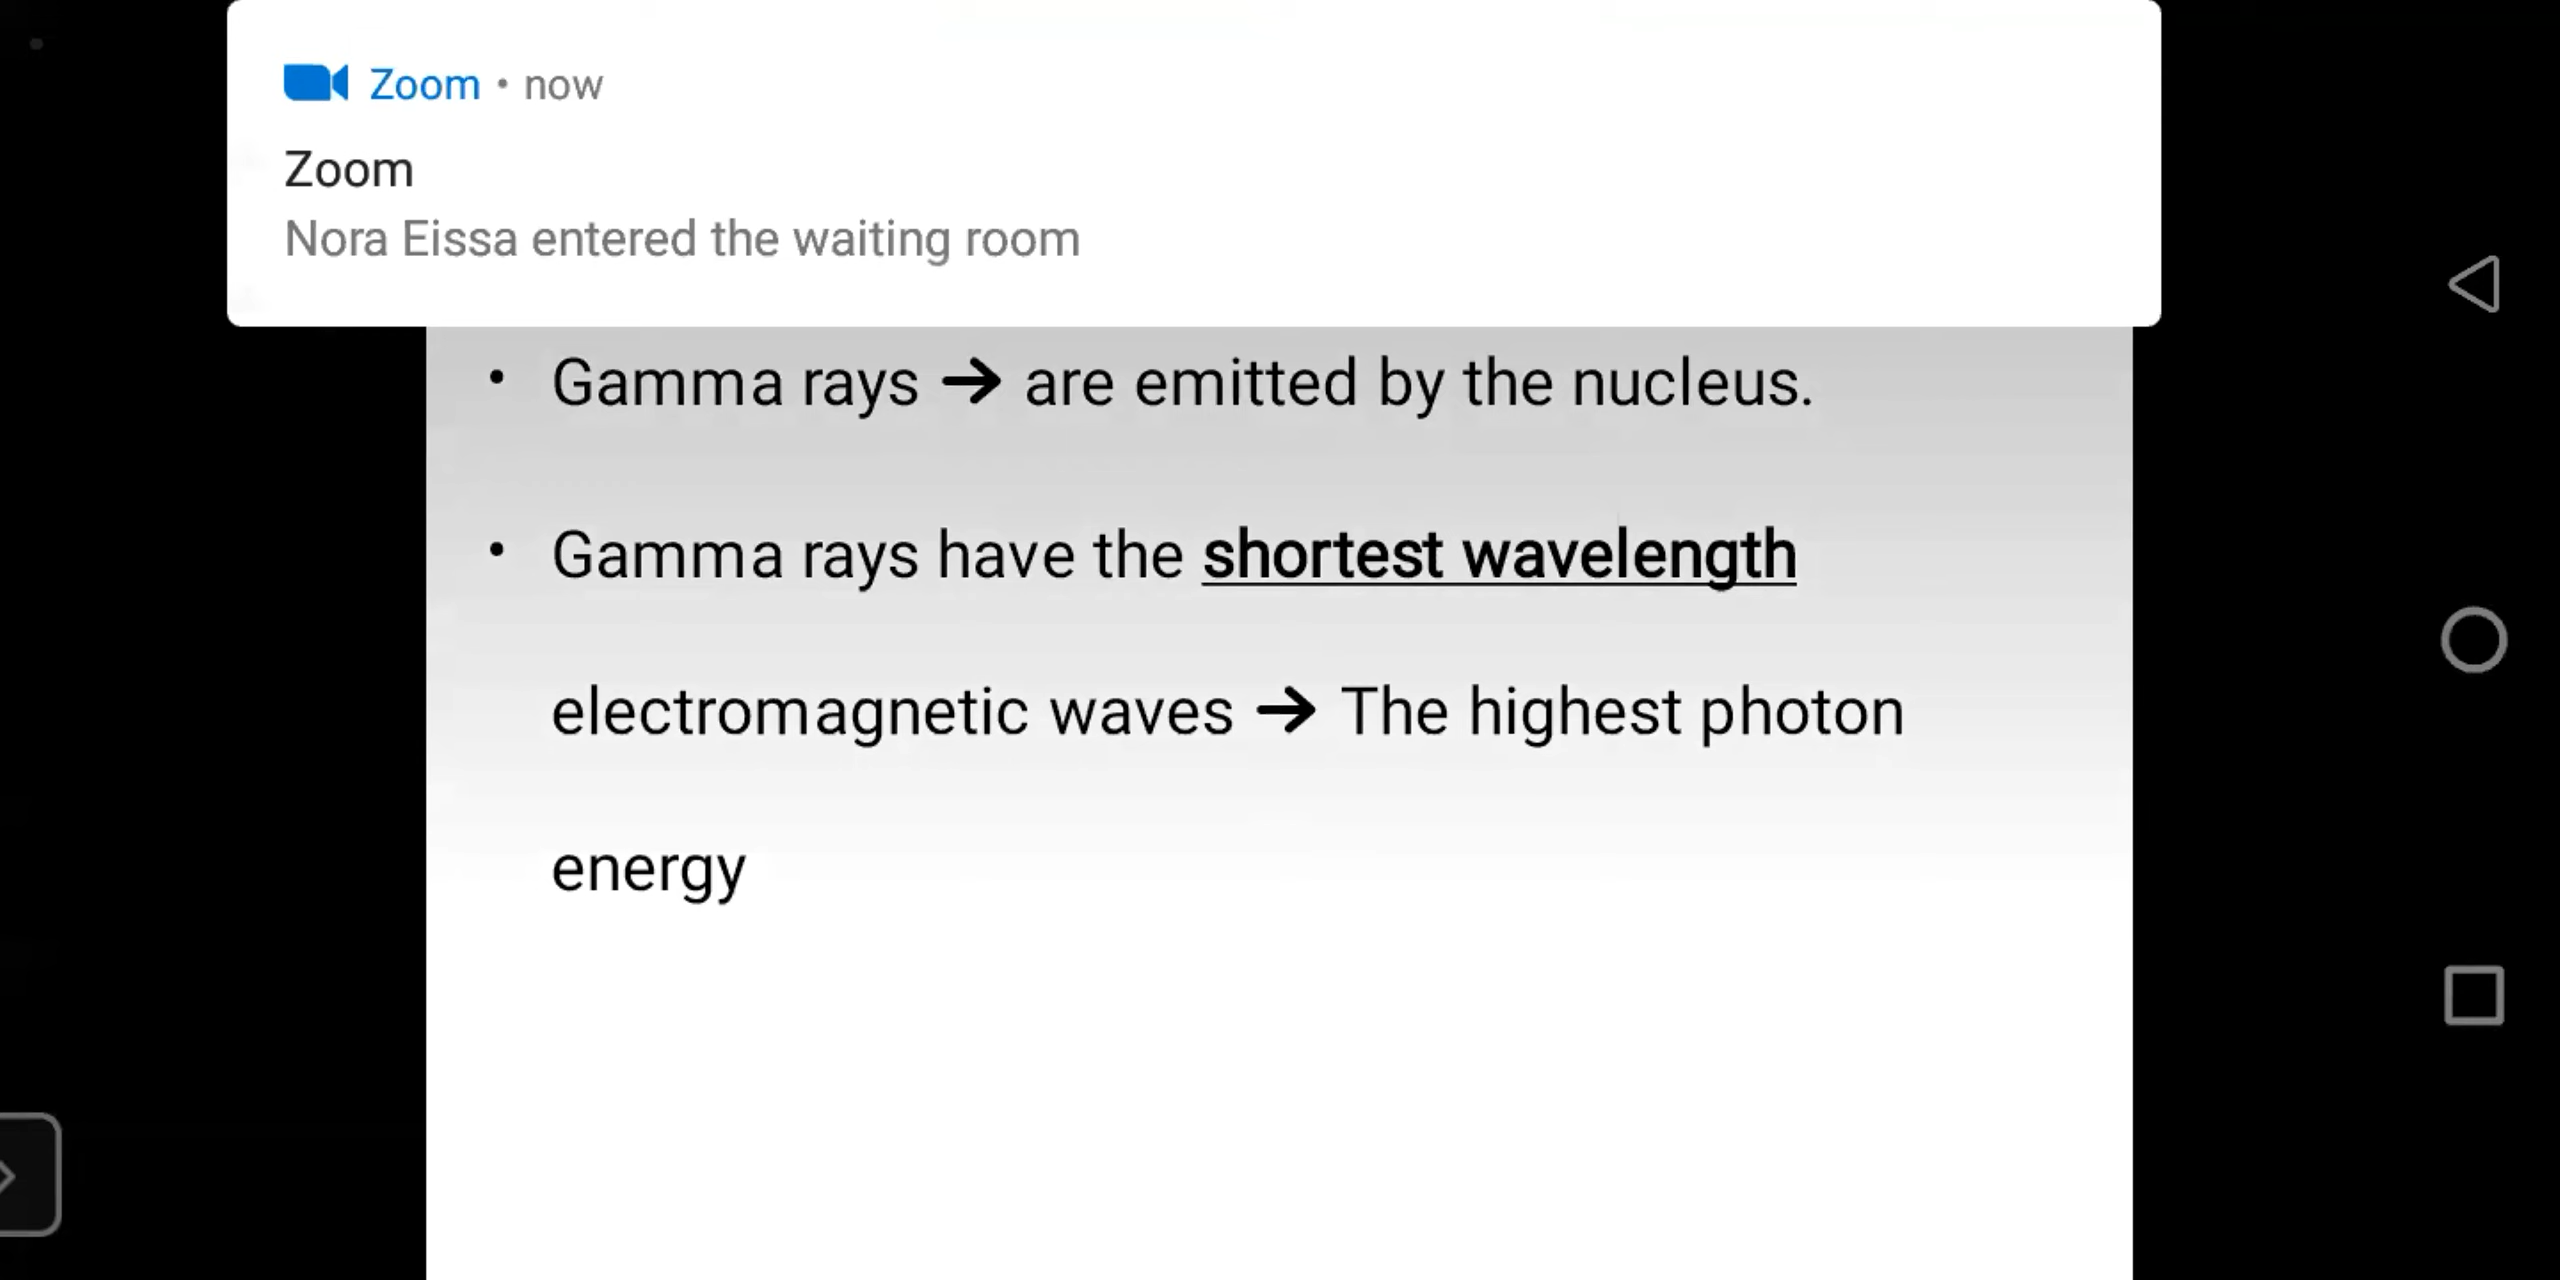 Zoom • now
Zoom
Nora Eissa entered the waiting room
• Gamma rays → are emitted by the nucleus.
• Gamma rays have the shortest wavelength
electromagnetic waves → The highest photon
energy